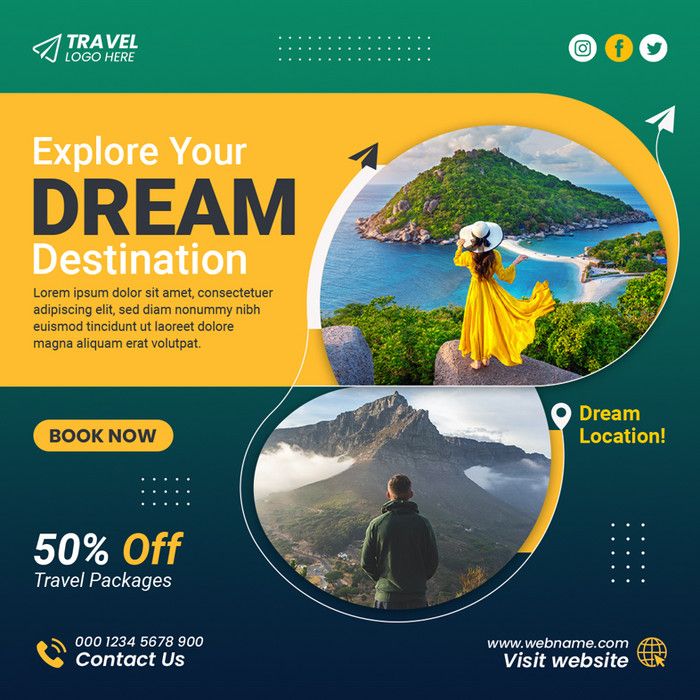 TRAVEL
LOGO HERE
Explore Your
DREAM
Destination
Lorem ipsum dolor sit amet, consectetuer
adipiscing elit, sed diam nonummy nibh
euismod tincidunt ut laoreet dolore
magna aliquam erat volutpat.
BOOK NOW
Dream
Location!
50% Off
Travel Packages
000 1234 5678 900
Contact Us
www.webname.com
Visit website